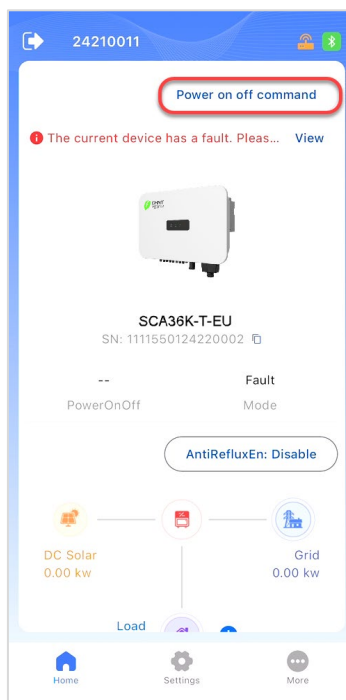 24210011
Power on off command
The current device has a fault. Pleas... View
SCA36K-T-EU
SN: 1111550124220002
-- Fault
PowerOnOff Mode
AntiRefluxEn: Disable
DC Solar Grid
0.00 kw 0.00 kw
Load
Home Settings More